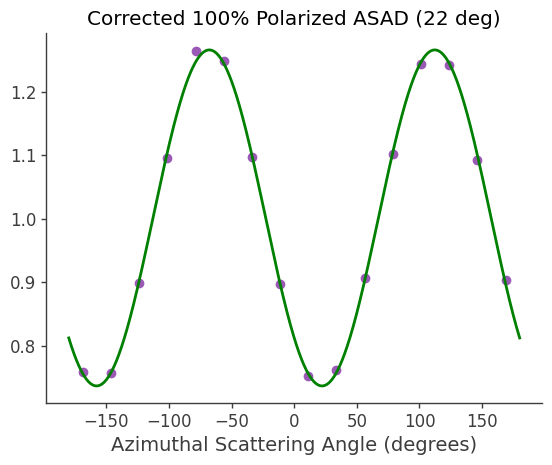 Corrected 100% Polarized ASAD (22 deg)
1.2
1.1
1.0
0.9
0.8
−150 −100 −50 0 50 100 150
Azimuthal Scattering Angle (degrees)